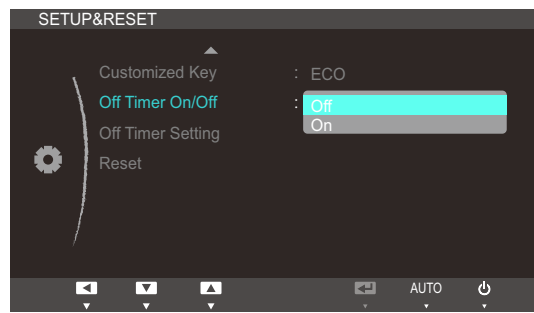 SETUP&RESET
Customized Key : ECO
Off Timer On/Off : Off
On
Off Timer Setting
Reset
AUTO